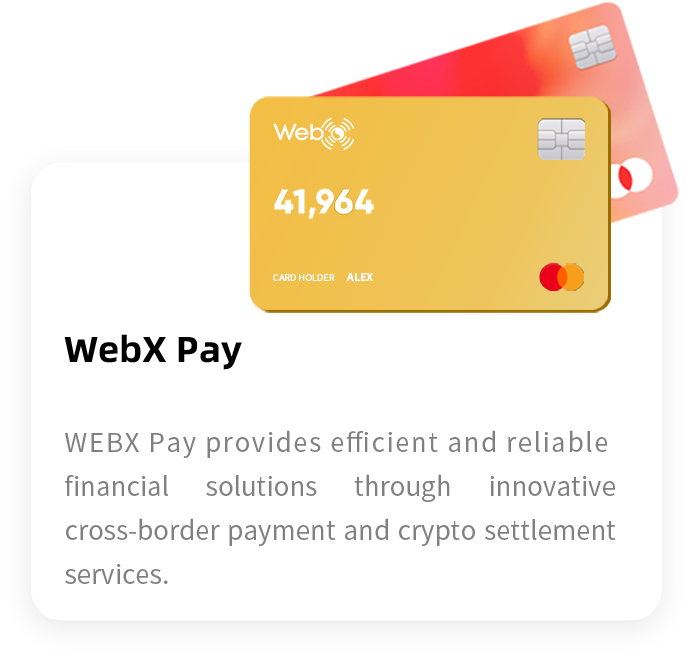 Web
41,964
CARD HOLDER ALEX
WebX Pay
WEBX Pay provides efficient and reliable
financial solutions through innovative
cross-border payment and crypto settlement
services.